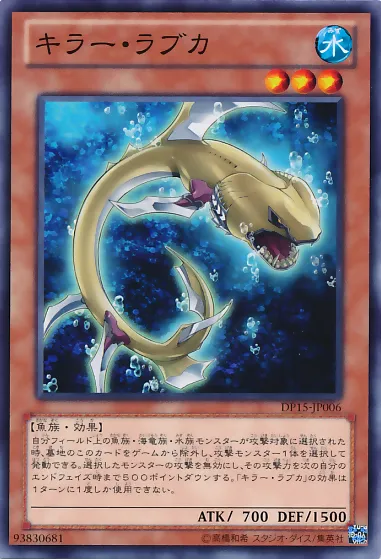 キラー・ラブカ
水
DP15-JP006
【魚族・効果】
自分フィールド上の魚族・海竜族・水族モンスターが攻撃対象に選択された
時、墓地のこのカードをゲームから除外し、攻撃モンスター１体を選択して
発動できる。選択したモンスターの攻撃を無効にし、その攻撃力を次の自分の
エンドフェイズ時まで５００ポイントダウンする。「キラー・ラブカ」の効果は
１ターンに１度しか使用できない。
ATK/ 700 DEF/1500
93830681
©高橋和希 スタジオ・ダイス/集英社